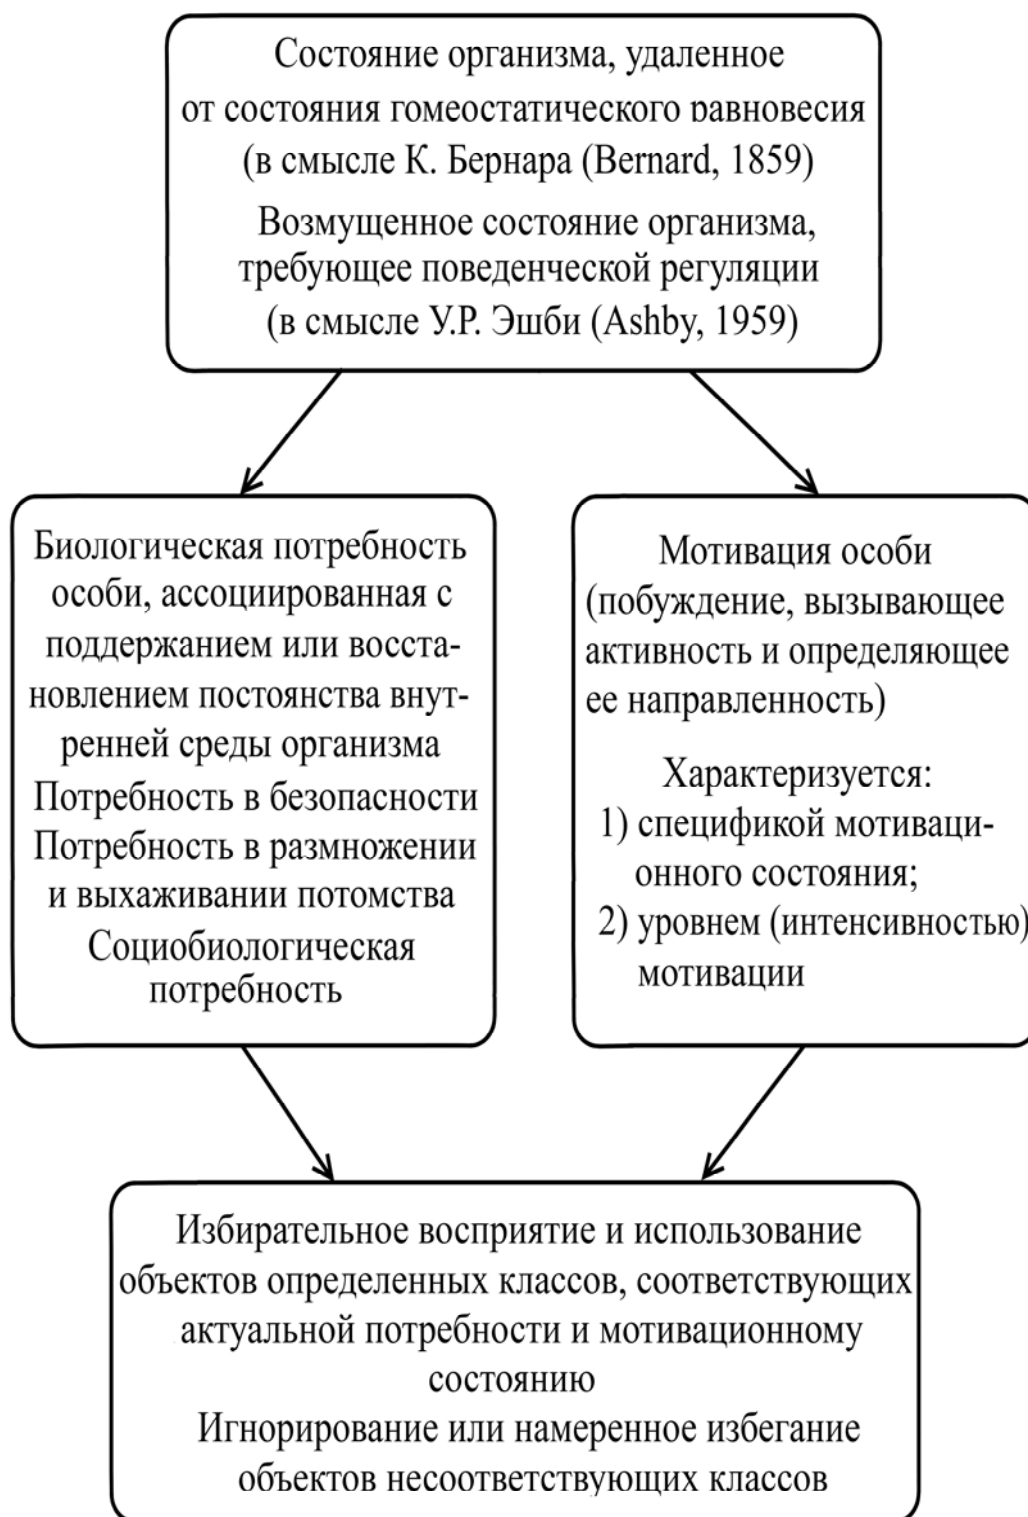 Состояние организма, удаленное
от состояния гомеостатического равновесия
(в смысле К. Бернара (Bernard, 1859)
Возмущенное состояние организма,
требующее поведенческой регуляции
(в смысле У.Р. Эшби (Ashby, 1959)
Биологическая потребность
особи, ассоциированная с
поддержанием или восста-
новлением постоянства внут-
ренней среды организма
Потребность в безопасности
Потребность в размножении
и выхаживании потомства
Социобиологическая
потребность
Мотивация особи
(побуждение, вызывающее
активность и определяющее
ее направленность)
Характеризуется:
1) спецификой мотиваци-
онного состояния;
2) уровнем (интенсивностью)
мотивации
Избирательное восприятие и использование
объектов определенных классов, соответствующих
актуальной потребности и мотивационному
состоянию
Игнорирование или намеренное избегание
объектов несоответствующих классов